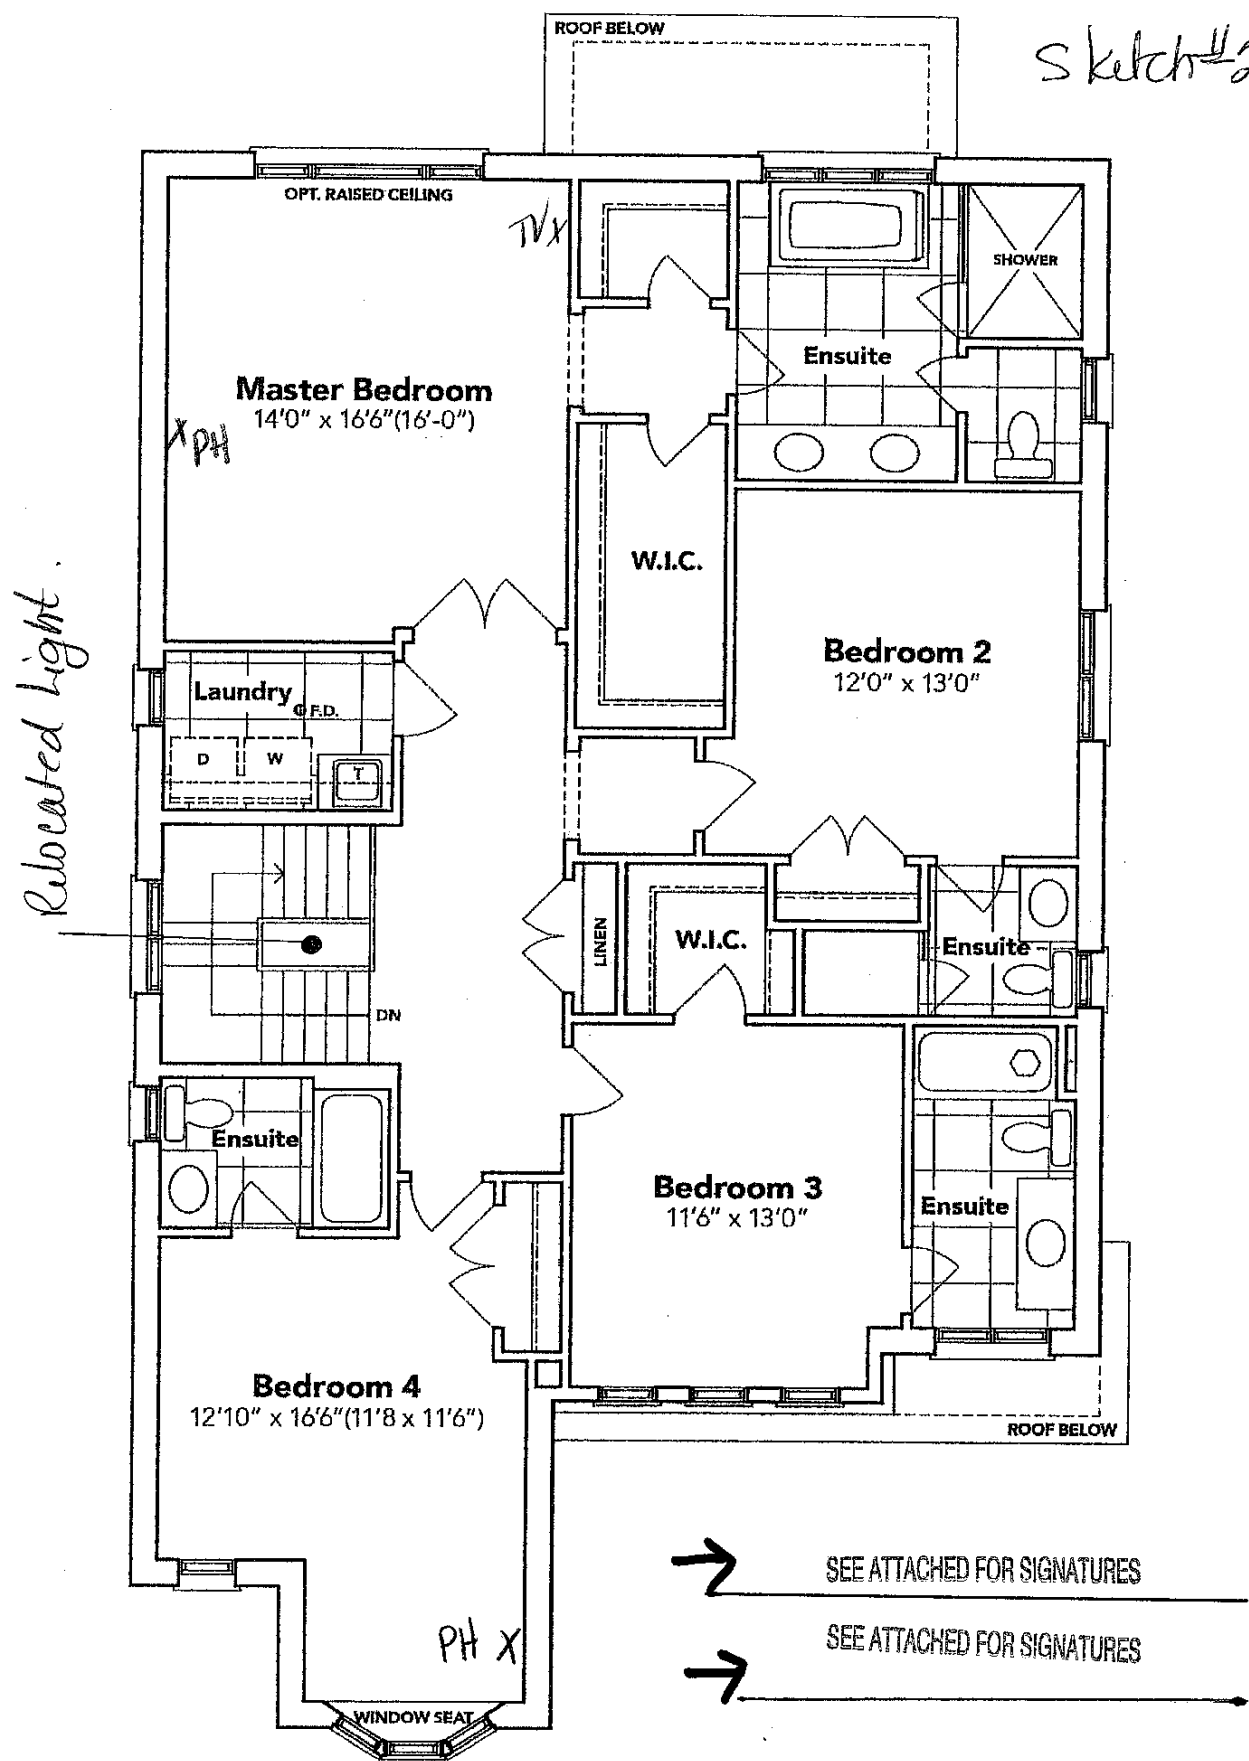 ROOF BELOW
Sketch #2
OPT. RAISED CEILING
TV X
SHOWER
Ensuite
Master Bedroom
14'0" x 16'6"(16'-0")
X PH
W.I.C.
Relocated Light.
Bedroom 2
12'0" x 13'0"
Laundry
F.D.
D
W
T
LINEN
W.I.C.
Ensuite
DN
Ensuite
Bedroom 3
11'6" x 13'0"
Ensuite
Bedroom 4
12'10" x 16'6"(11'8 x 11'6")
ROOF BELOW
SEE ATTACHED FOR SIGNATURES
SEE ATTACHED FOR SIGNATURES
PH X
WINDOW SEAT